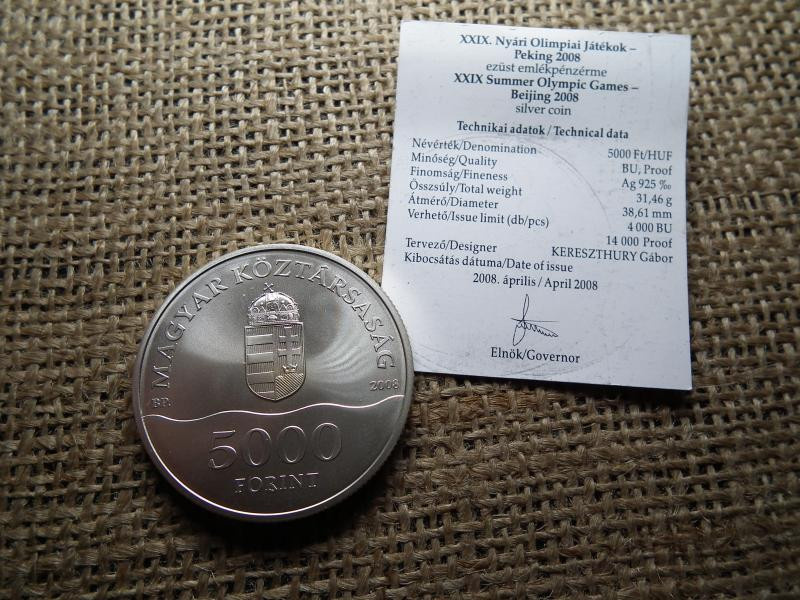 XXIX. Nyári Olimpiai Játékok –
Peking 2008
ezüst emlékpénzérme
XXIX Summer Olympic Games –
Beijing 2008
silver coin
Technikai adatok / Technical data
Névérték/Denomination 5000 Ft/HUF
Minőség/Quality BU, Proof
Finomság/Fineness Ag 925 ‰
Összsúly/Total weight 31,46 g
Átmérő/Diameter 38,61 mm
Verhető/Issue limit (db/pcs) 4 000 BU
14 000 Proof
Tervező/Designer KERESZTHURY Gábor
Kibocsátás dátuma/Date of issue
2008. április / April 2008
Elnök/Governor
MAGYAR KÖZTÁRSASÁG
BP. 2008
5000
FORINT